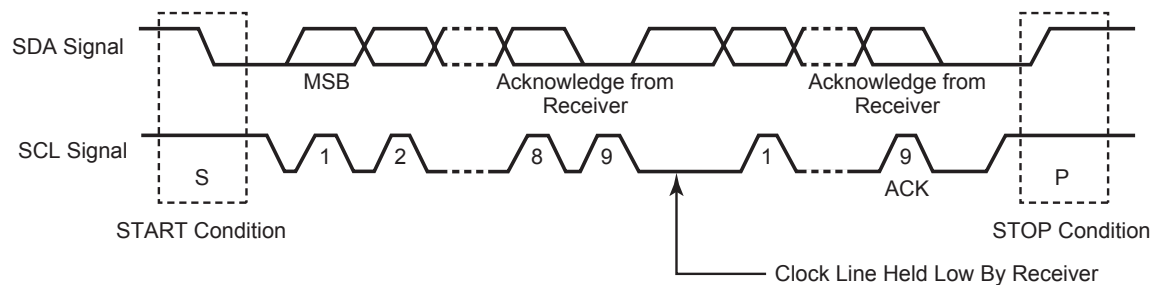 SDA Signal
MSB
Acknowledge from
Receiver
Acknowledge from
Receiver
SCL Signal
S
1
2
8
9
1
9
ACK
P
START Condition
STOP Condition
Clock Line Held Low By Receiver